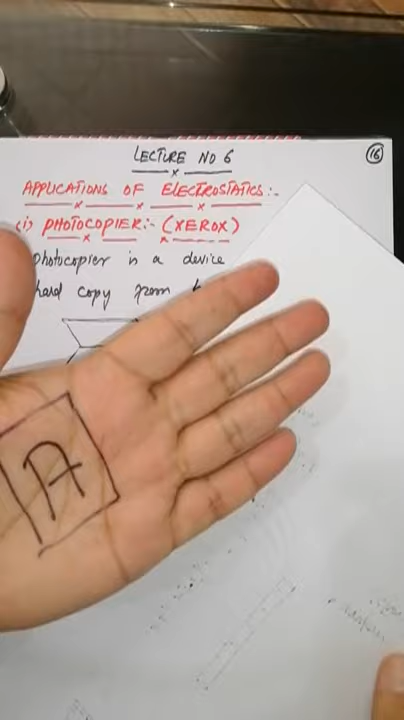 LECTURE NO 6
16
APPLICATIONS OF ELECTROSTATICS:-
(i) PHOTOCOPIER:- (XEROX)
photocopier is a device
hard copy from
A